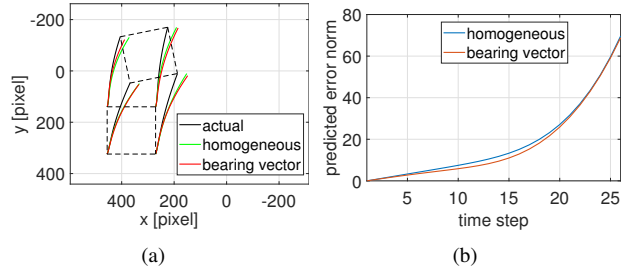 -200
0
200
400
y [pixel]
actual
homogeneous
bearing vector
400 200 0 -200
x [pixel]
(a)
80
60
40
20
0
predicted error norm
homogeneous
bearing vector
5 10 15 20 25
time step
(b)